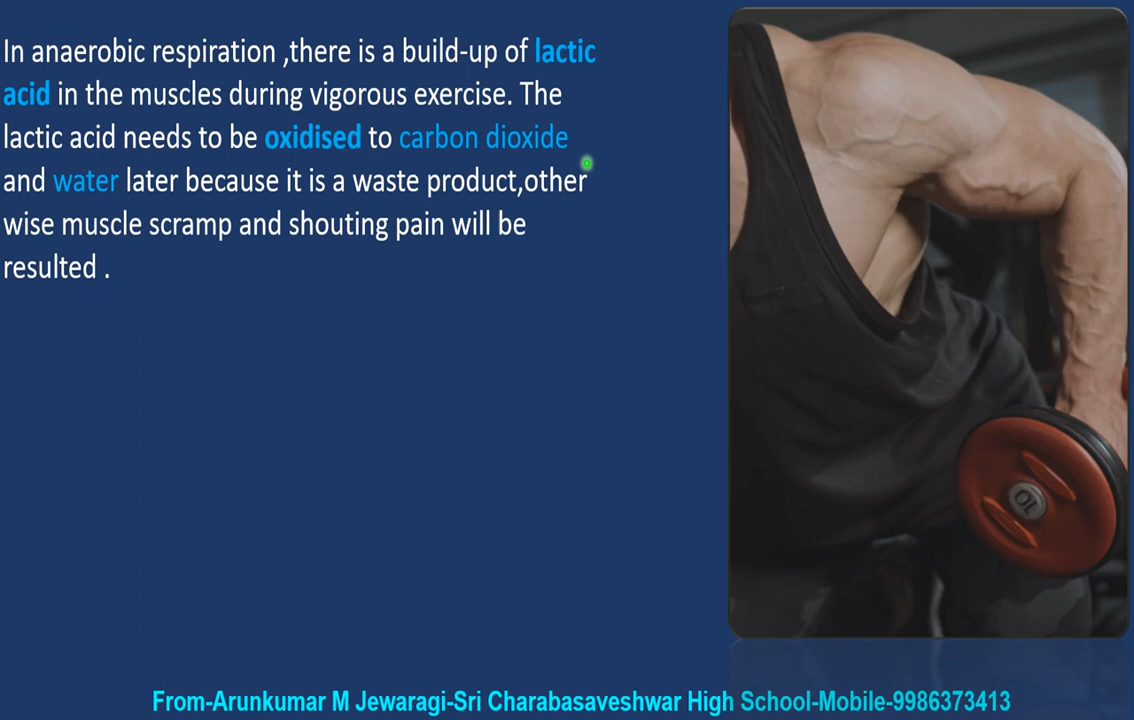 In anaerobic respiration ,there is a build-up of lactic
acid in the muscles during vigorous exercise. The
lactic acid needs to be oxidised to carbon dioxide
and water later because it is a waste product,other
wise muscle scramp and shouting pain will be
resulted .
10
From-Arunkumar M Jewaragi-Sri Charabasaveshwar High School-Mobile-9986373413